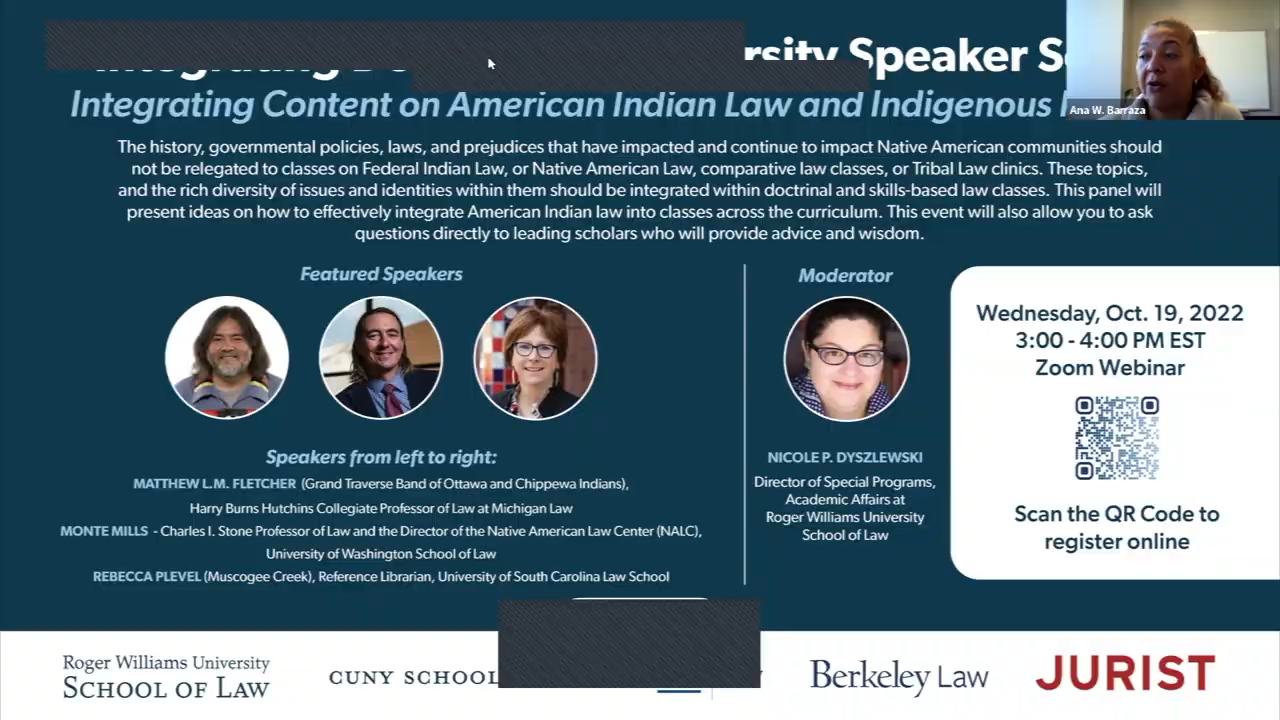 Speaker
Ana W. Barraza
Integrating Content on American Indian Law and Indigenous
The history, governmental policies, laws, and prejudices that have impacted and continue to impact Native American communities should
not be relegated to classes on Federal Indian Law, or Native American Law, comparative law classes, or Tribal Law clinics. These topics,
and the rich diversity of issues and identities within them should be integrated within doctrinal and skills-based law classes. This panel will
present ideas on how to effectively integrate American Indian law into classes across the curriculum. This event will also allow you to ask
questions directly to leading scholars who will provide advice and wisdom.
Featured Speakers
Speakers from left to right:
MATTHEW L.M. FLETCHER (Grand Traverse Band of Ottawa and Chippewa Indians),
Harry Burns Hutchins Collegiate Professor of Law at Michigan Law
MONTE MILLS - Charles I. Stone Professor of Law and the Director of the Native American Law Center (NALC),
University of Washington School of Law
REBECCA PLEVEL (Muscogee Creek), Reference Librarian, University of South Carolina Law School
Moderator
NICOLE P. DYSZLEWSKI
Director of Special Programs,
Academic Affairs at
Roger Williams University
School of Law
Wednesday, Oct. 19, 2022
3:00 - 4:00 PM EST
Zoom Webinar
Scan the QR Code to
register online
Roger Williams University
SCHOOL OF LAW
CUNY SCHOOL
Berkeley Law
JURIST